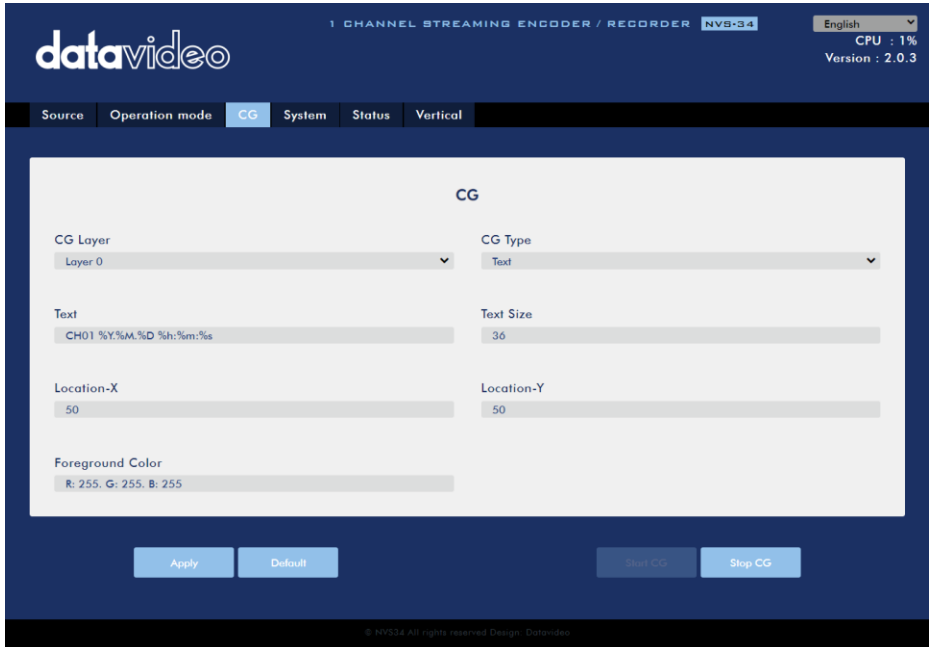 1 CHANNEL STREAMING ENCODER / RECORDER NVS-34
English
datavideo
CPU : 1%
Version : 2.0.3
Source Operation mode CG System Status Vertical
CG
CG Layer CG Type
Layer 0 Text
Text Text Size
CH01 %Y.%M.%D %h:%m:%s 36
Location-X Location-Y
50 50
Foreground Color
R: 255. G: 255. B: 255
Apply Default Start CG Stop CG
© NVS34 All rights reserved Design: Datavideo